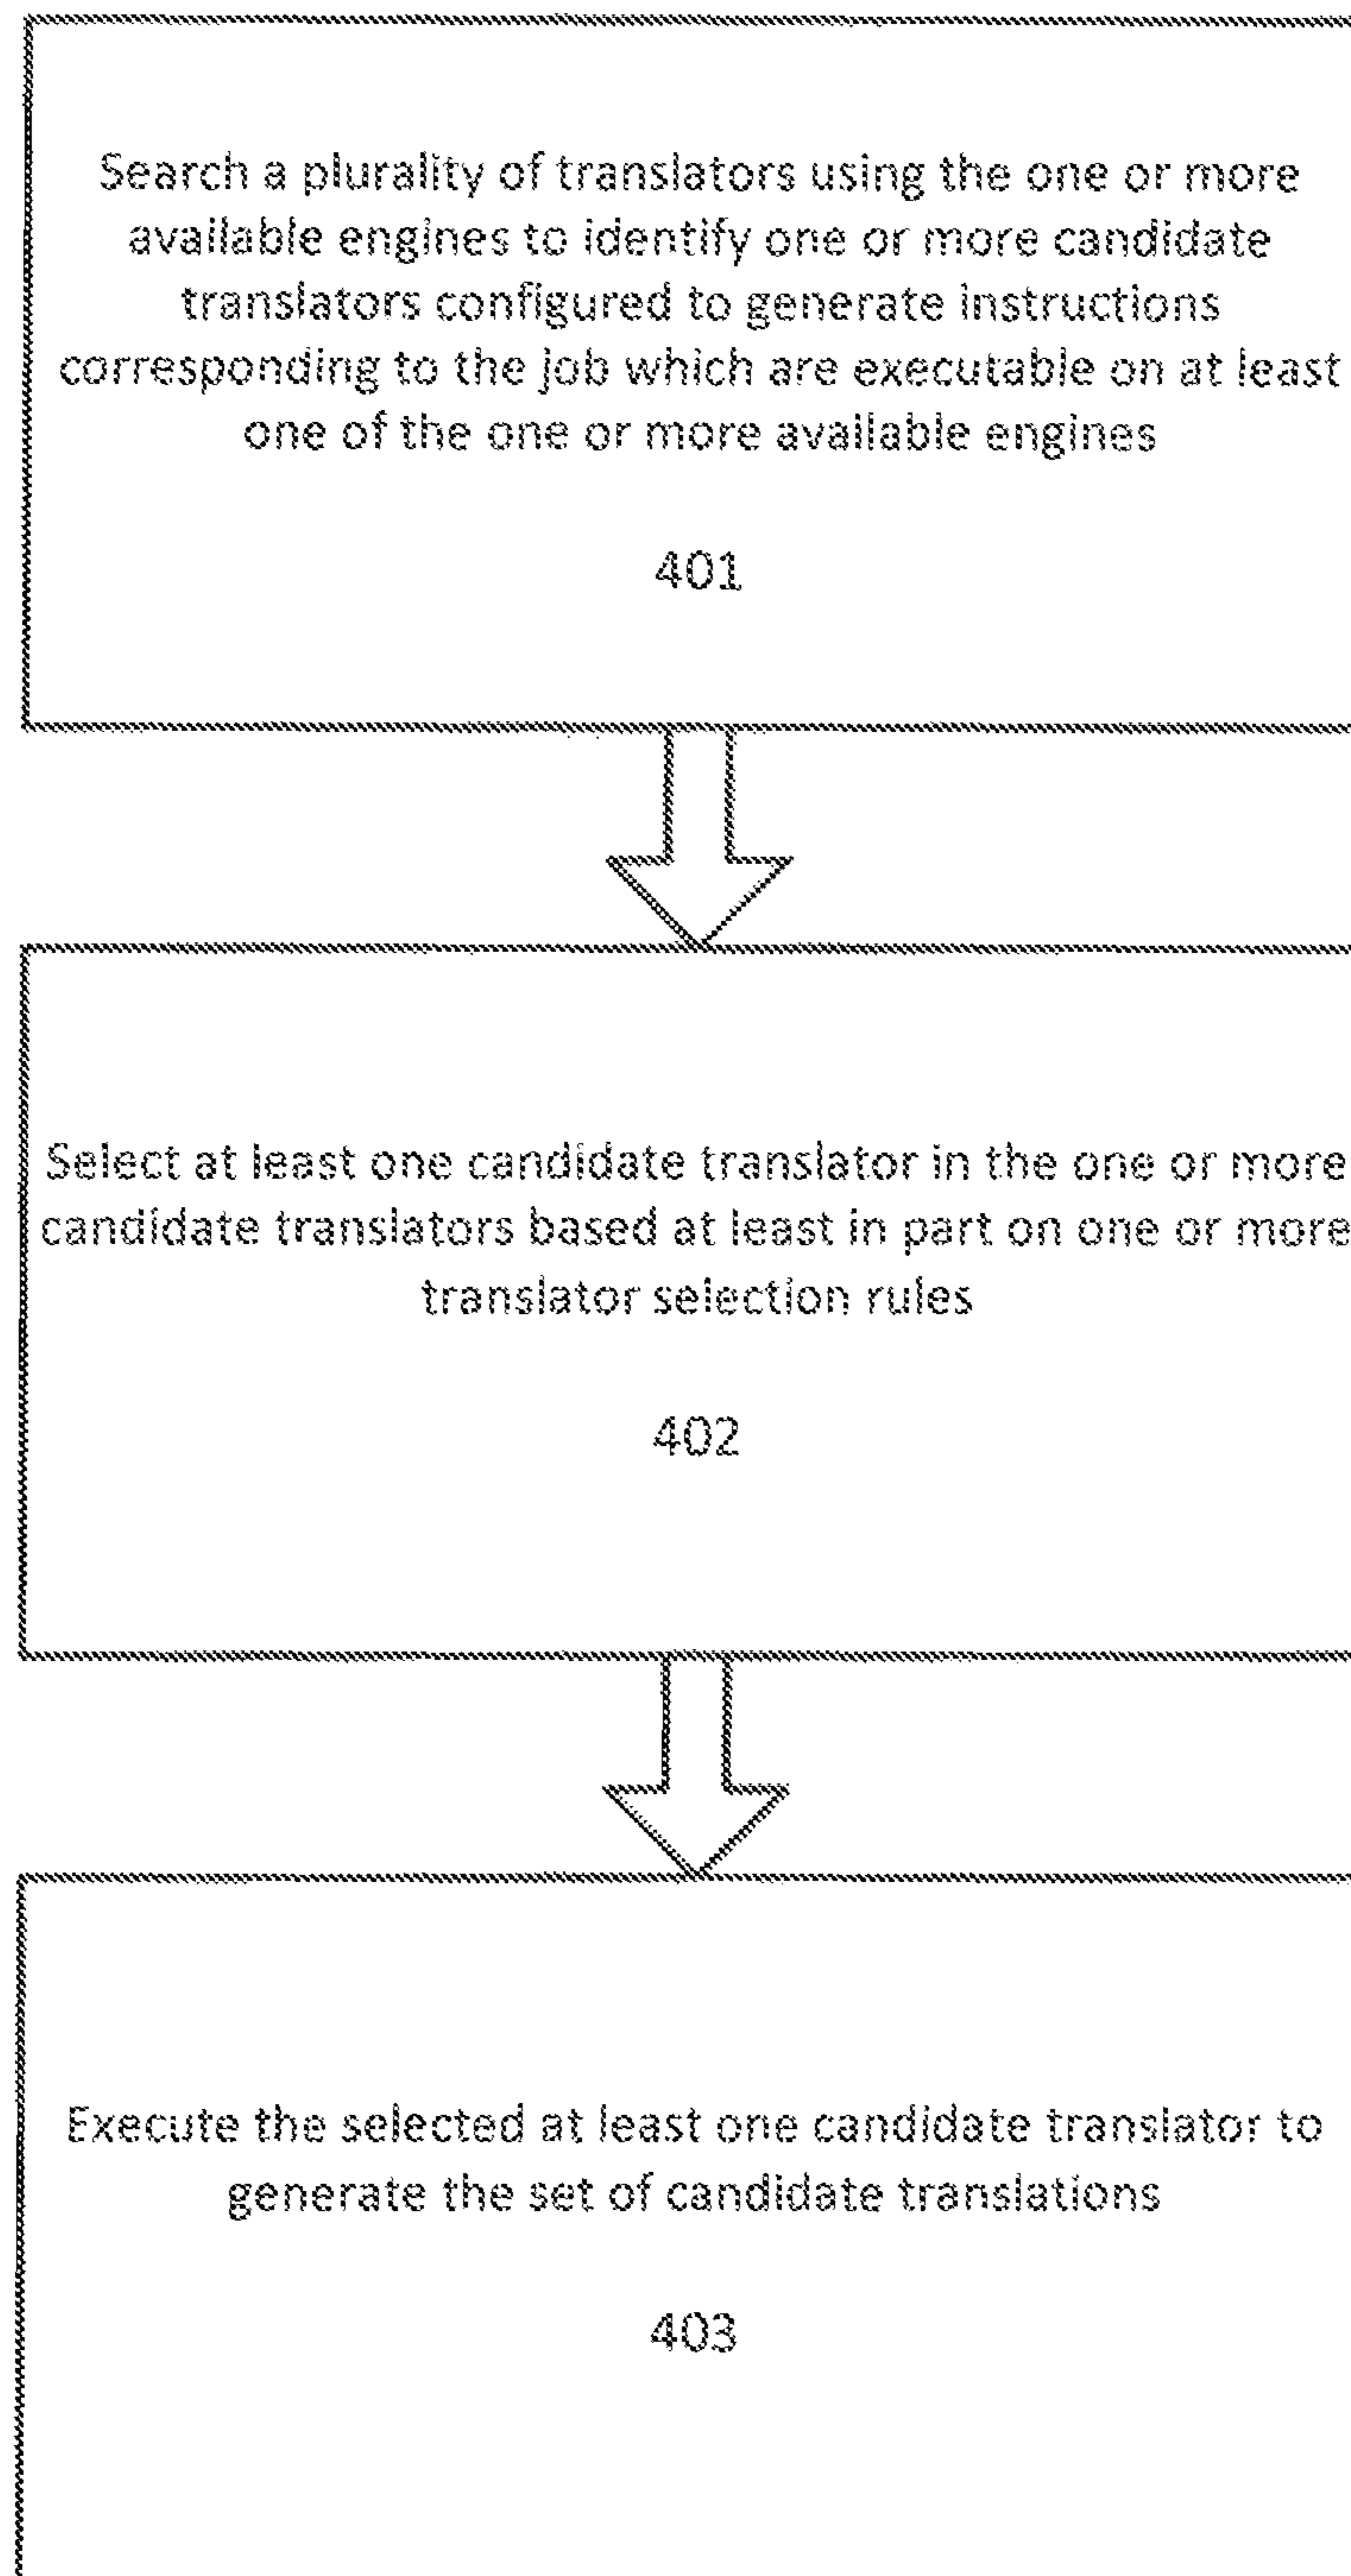 Search a plurality of translators using the one or more
available engines to identify one or more candidate
translators configured to generate instructions
corresponding to the job which are executable on at least
one of the one or more available engines
401
Select at least one candidate translator in the one or more
candidate translators based at least in part on one or more
translator selection rules
402
Execute the selected at least one candidate translator to
generate the set of candidate translations
403